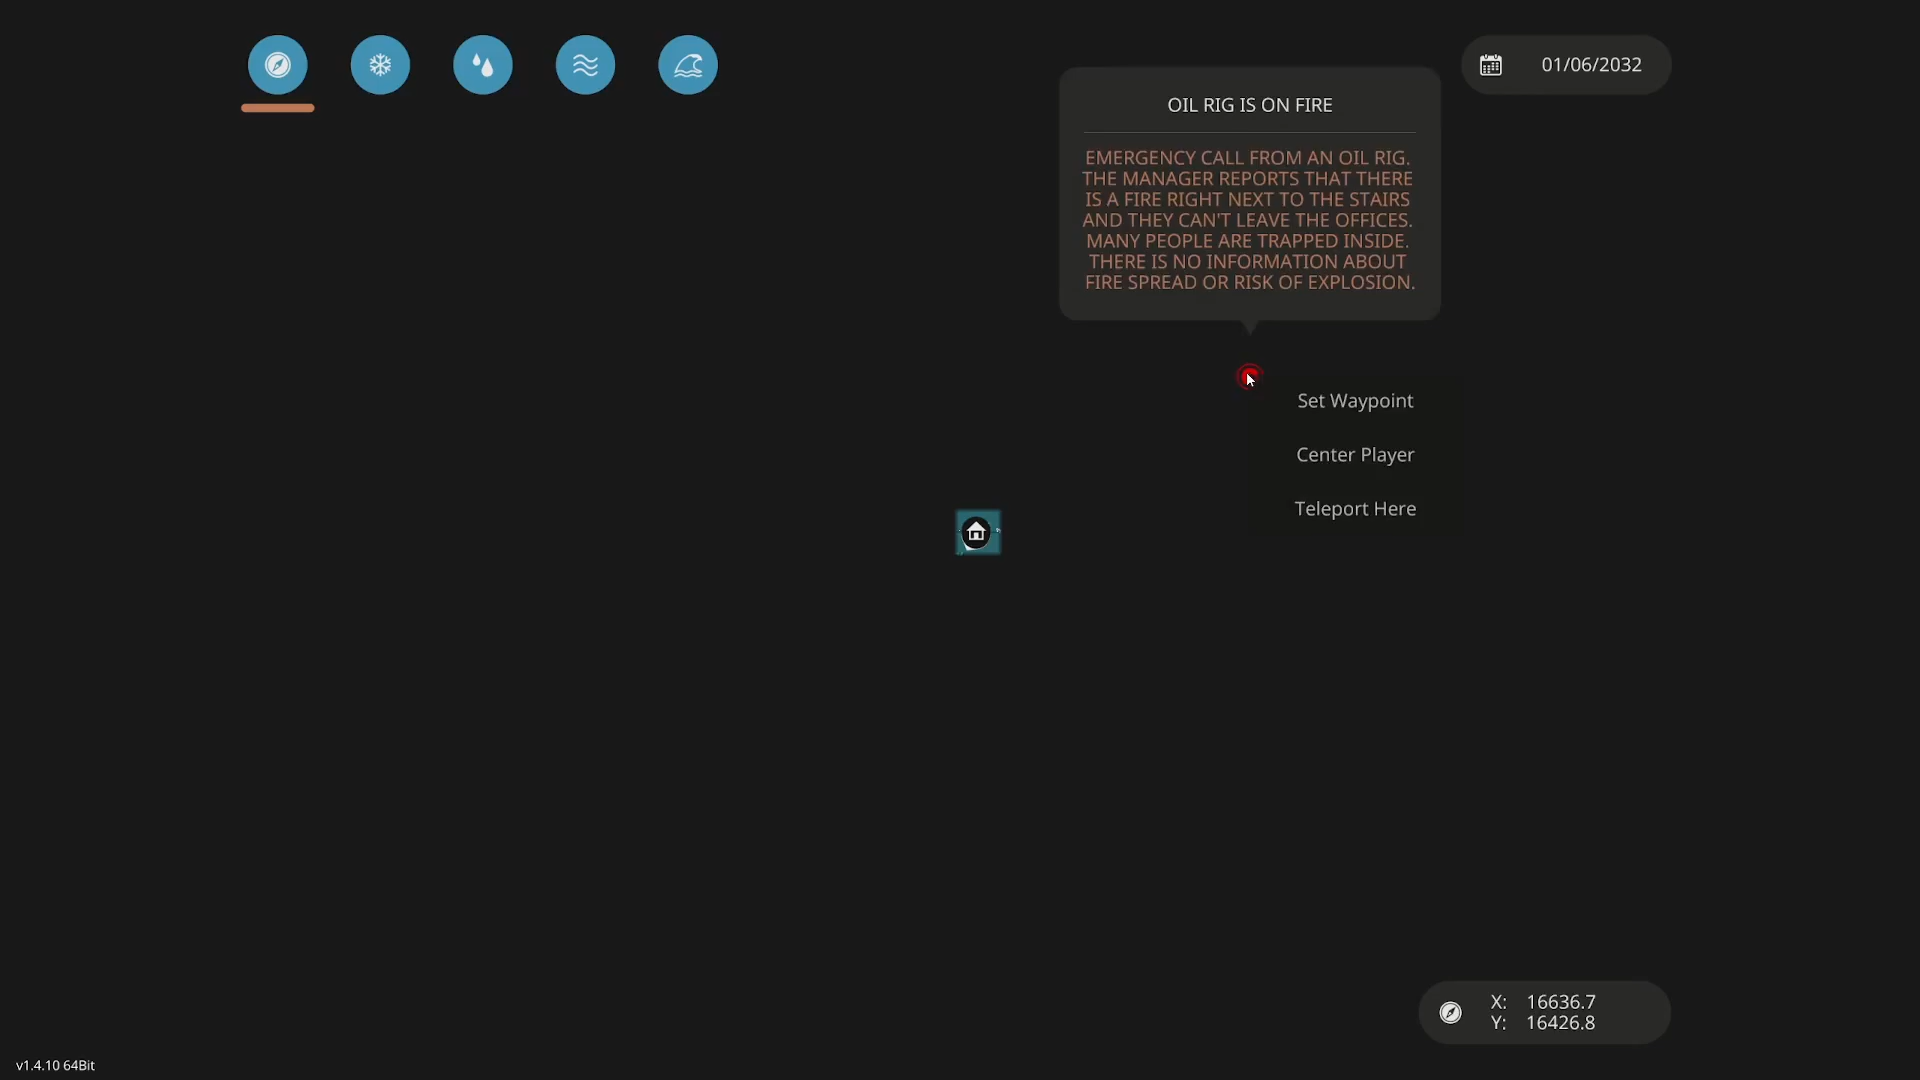 01/06/2032
OIL RIG IS ON FIRE
EMERGENCY CALL FROM AN OIL RIG.
THE MANAGER REPORTS THAT THERE
IS A FIRE RIGHT NEXT TO THE STAIRS
AND THEY CAN'T LEAVE THE OFFICES.
MANY PEOPLE ARE TRAPPED INSIDE.
THERE IS NO INFORMATION ABOUT
FIRE SPREAD OR RISK OF EXPLOSION.
Set Waypoint
Center Player
Teleport Here
X: 16636.7
Y: 16426.8
v1.4.10 64Bit